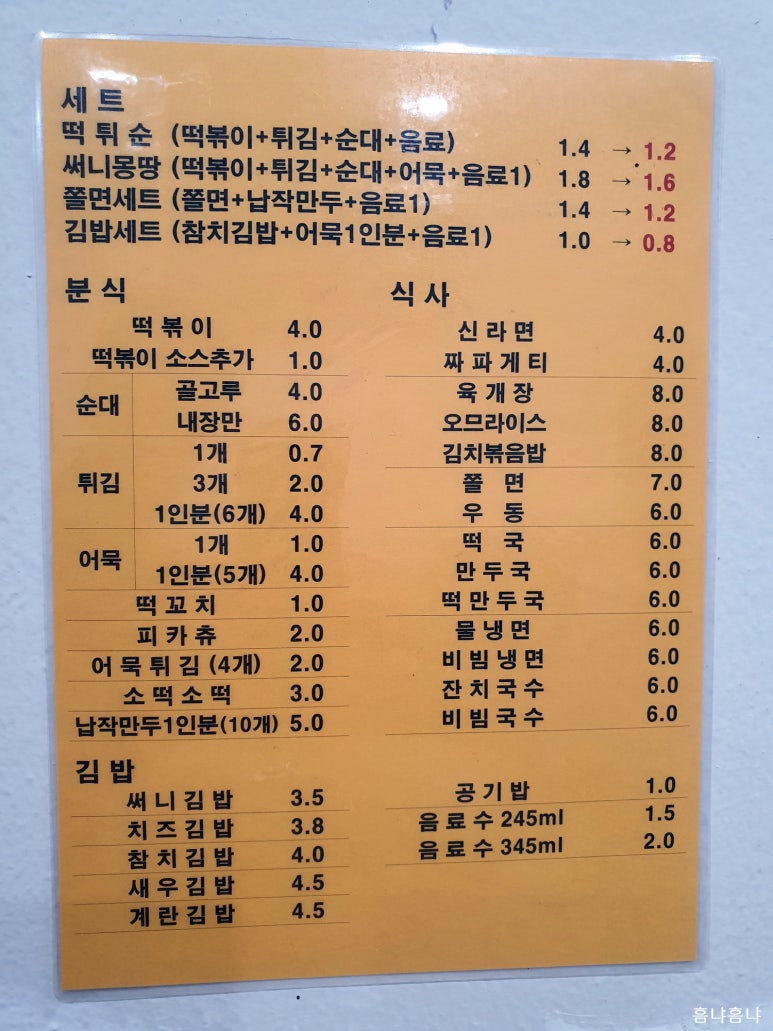 세트
떡 튀 순 (떡볶이+튀김+순대+음료) 1.4 → 1.2
써니몽땅 (떡볶이+튀김+순대+어묵+음료1) 1.8 → 1.6
쫄면세트 (쫄면+납작만두+음료1) 1.4 → 1.2
김밥세트 (참치김밥+어묵1인분+음료1) 1.0 → 0.8
분 식
떡 볶 이 4.0
떡볶이 소스추가 1.0
순대 골고루 4.0
내장만 6.0
튀김 1개 0.7
3개 2.0
1인분(6개) 4.0
어묵 1개 1.0
1인분(5개) 4.0
떡 꼬 치 1.0
피 카 츄 2.0
어 묵 튀 김 (4개) 2.0
소 떡 소 떡 3.0
납작만두1인분(10개) 5.0
식 사
신 라 면 4.0
짜 파 게 티 4.0
육 개 장 8.0
오므라이스 8.0
김치볶음밥 8.0
쫄 면 7.0
우 동 6.0
떡 국 6.0
만 두 국 6.0
떡 만 두 국 6.0
물 냉 면 6.0
비 빔 냉 면 6.0
잔 치 국 수 6.0
비 빔 국 수 6.0
김 밥
써 니 김 밥 3.5
치 즈 김 밥 3.8
참 치 김 밥 4.0
새 우 김 밥 4.5
계 란 김 밥 4.5
공 기 밥 1.0
음 료 수 245ml 1.5
음 료 수 345ml 2.0
흠냐흠냐